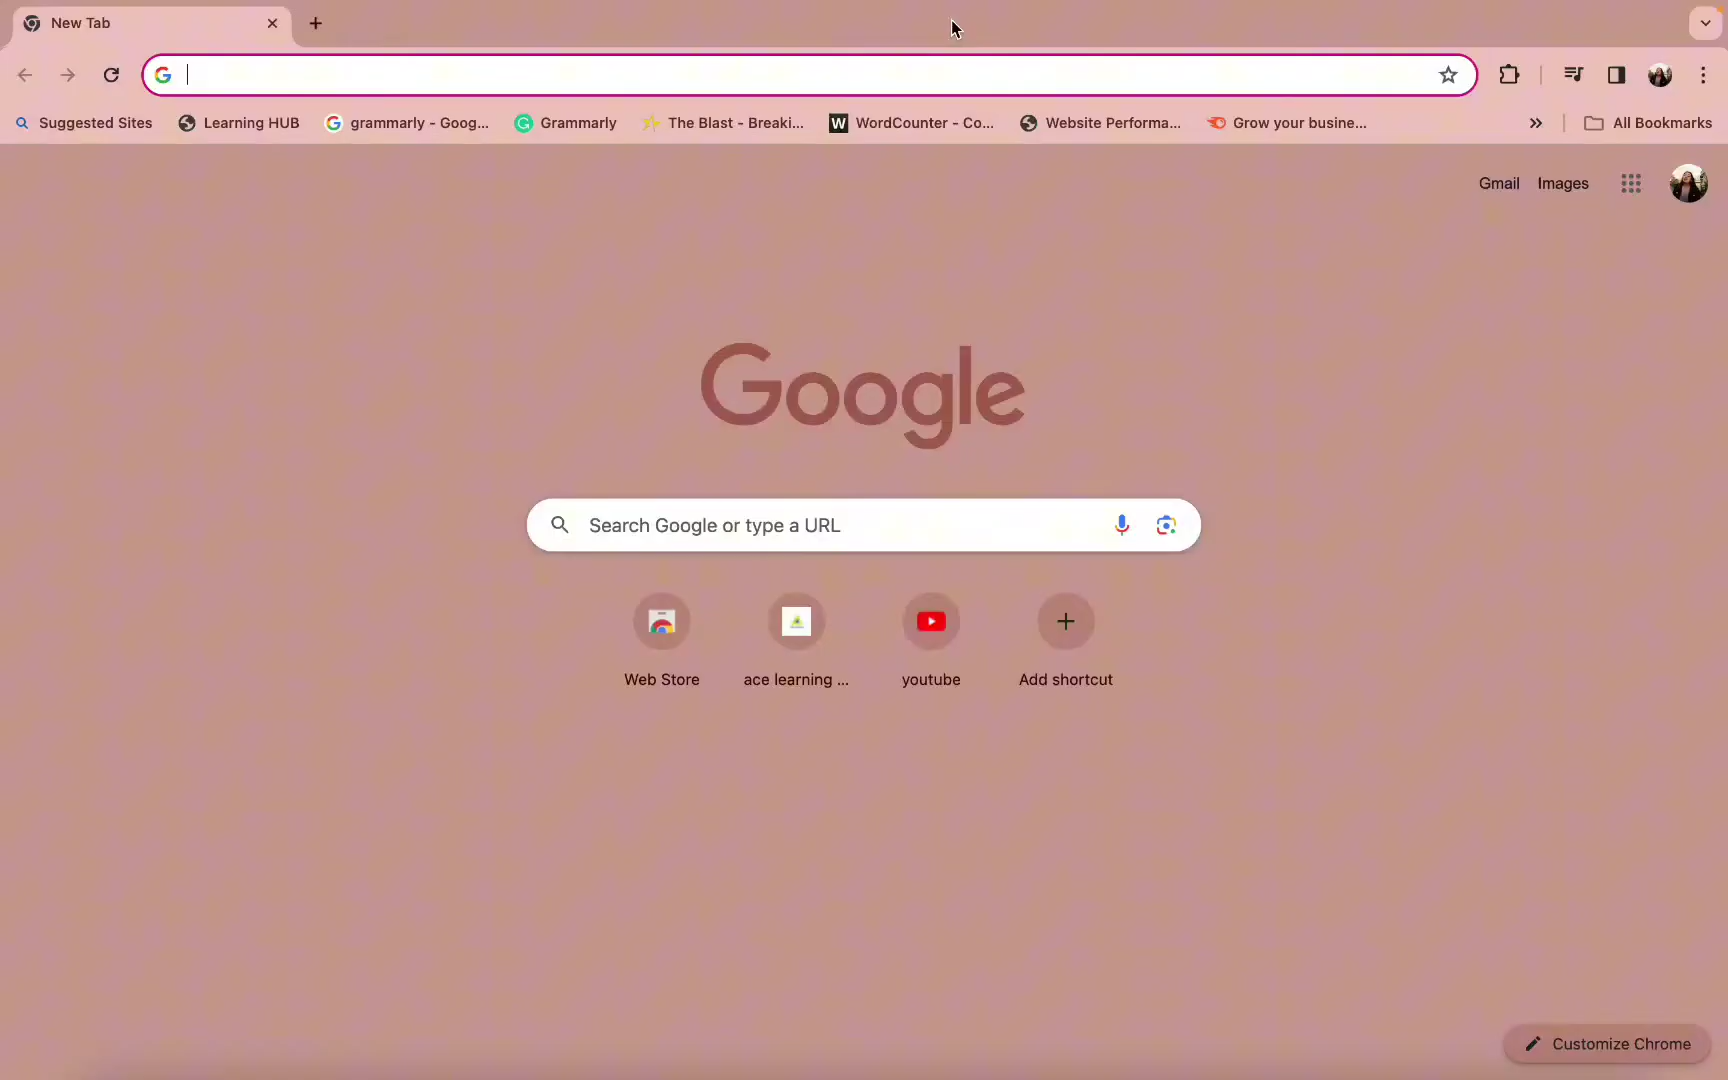 New Tab
Suggested Sites
Learning HUB
grammarly - Goog...
Grammarly
The Blast - Breaki...
WordCounter - Co...
Website Performa...
Grow your busine...
All Bookmarks
Gmail
Images
Google
Search Google or type a URL
Web Store
ace learning ...
youtube
Add shortcut
Customize Chrome